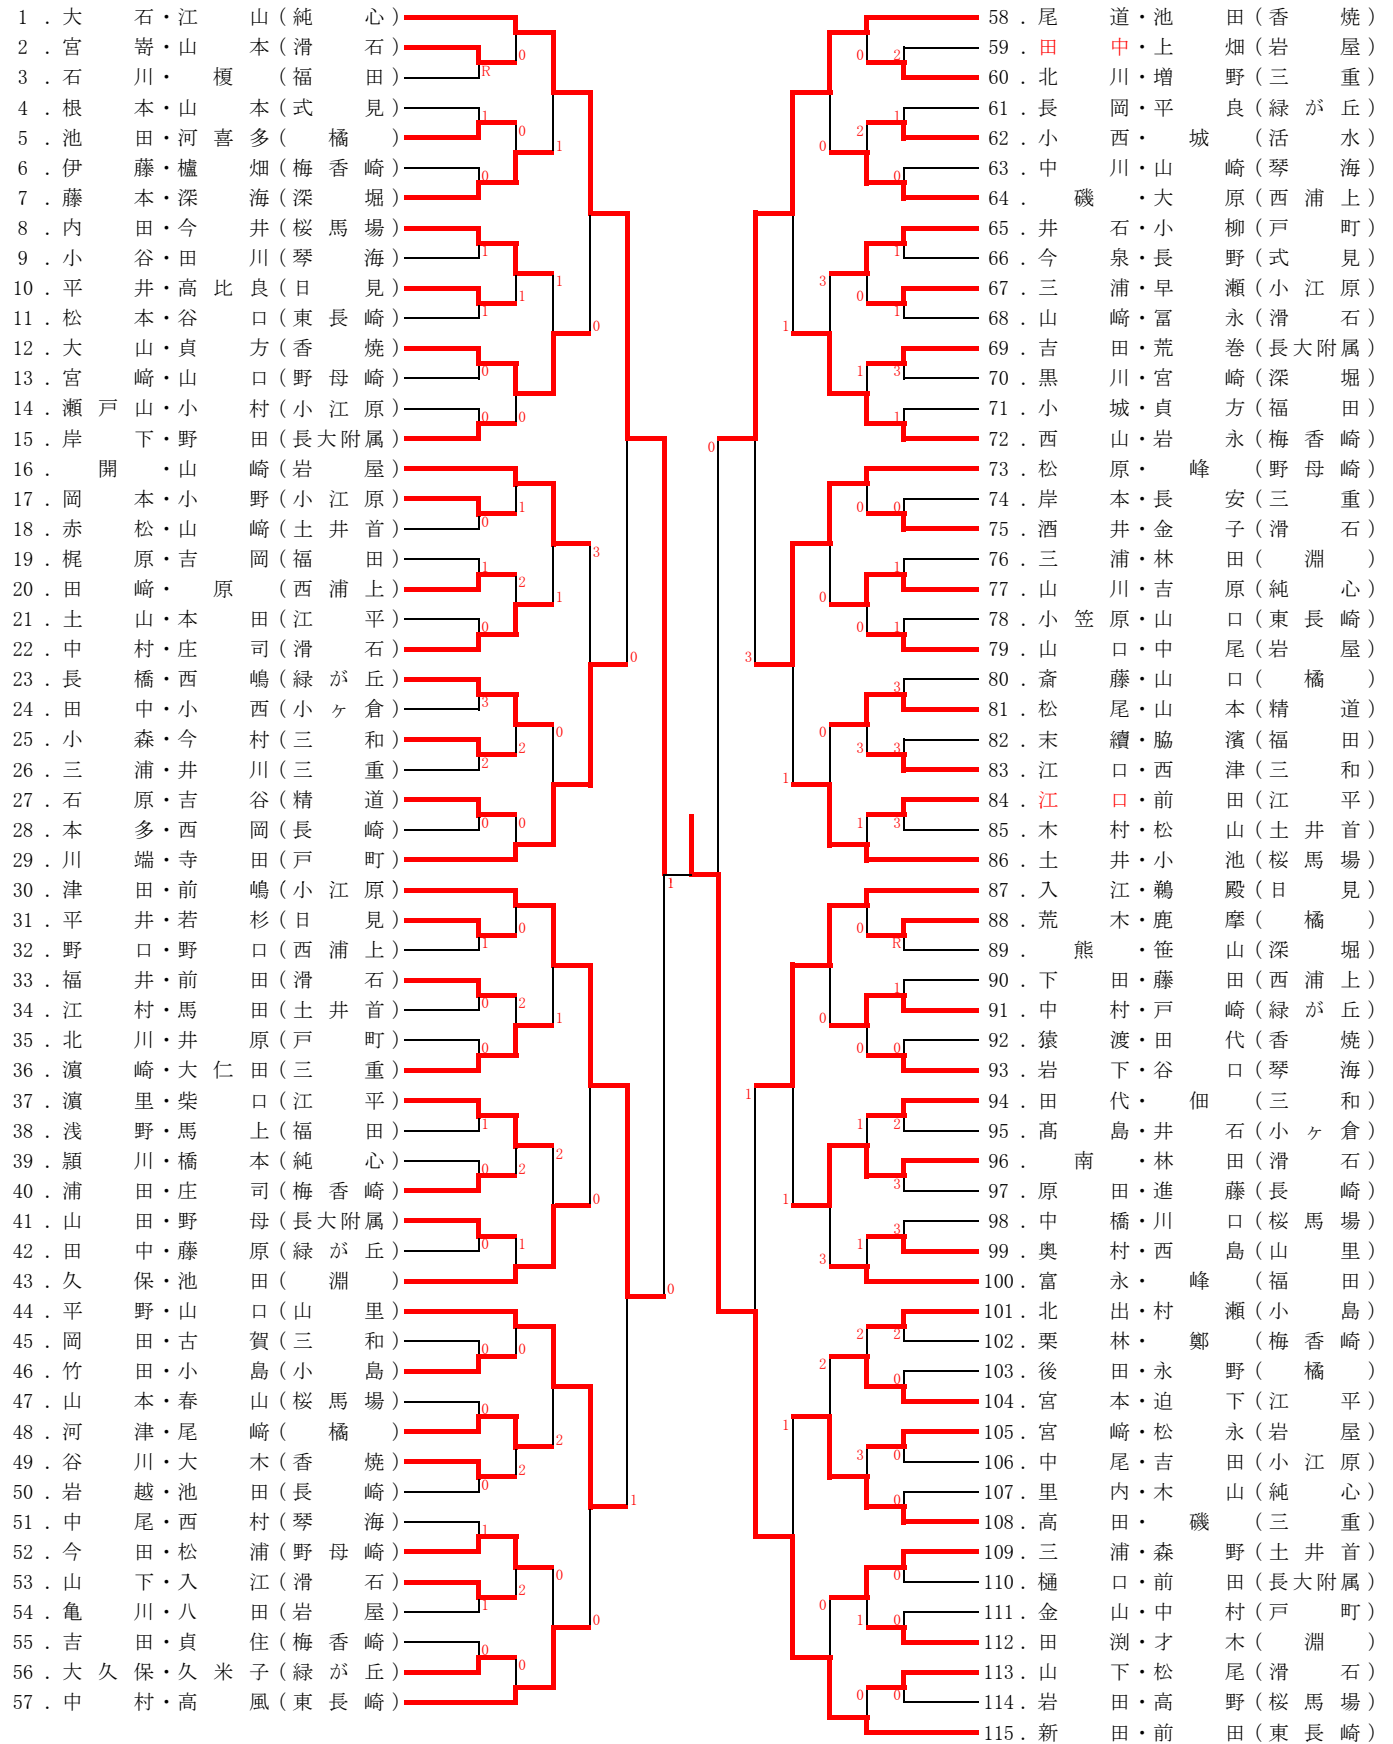 1 . 大石・江山 ( 純心 )
2 . 宮嵜・山本 ( 滑石 )
3 . 石川・榎 ( 福田 )
4 . 根本・山本 ( 式見 )
5 . 池田・河喜多 ( 橘 )
6 . 伊藤・櫨畑 ( 梅香崎 )
7 . 藤本・深海 ( 深堀 )
8 . 内田・今井 ( 桜馬場 )
9 . 小谷・田川 ( 琴海 )
10 . 平井・高比良 ( 日見 )
11 . 松本・谷口 ( 東長崎 )
12 . 大山・貞方 ( 香焼 )
13 . 宮﨑・山口 ( 野母崎 )
14 . 瀬戸山・小村 ( 小江原 )
15 . 岸下・野田 ( 長大附属 )
16 . 開・山崎 ( 岩屋 )
17 . 岡本・小野 ( 小江原 )
18 . 赤松・山﨑 ( 土井首 )
19 . 梶原・吉岡 ( 福田 )
20 . 田﨑・原 ( 西浦上 )
21 . 土山・本田 ( 江平 )
22 . 中村・庄司 ( 滑石 )
23 . 長橋・西嶋 ( 緑が丘 )
24 . 田中・小西 ( 小ヶ倉 )
25 . 小森・今村 ( 三和 )
26 . 三浦・井川 ( 三重 )
27 . 石原・吉谷 ( 精道 )
28 . 本多・西岡 ( 長崎 )
29 . 川端・寺田 ( 戸町 )
30 . 津田・前嶋 ( 小江原 )
31 . 平井・若杉 ( 日見 )
32 . 野口・野口 ( 西浦上 )
33 . 福井・前田 ( 滑石 )
34 . 江村・馬田 ( 土井首 )
35 . 北川・井原 ( 戸町 )
36 . 濵崎・大仁田 ( 三重 )
37 . 濵里・柴口 ( 江平 )
38 . 浅野・馬上 ( 福田 )
39 . 頴川・橋本 ( 純心 )
40 . 浦田・庄司 ( 梅香崎 )
41 . 山田・野母 ( 長大附属 )
42 . 田中・藤原 ( 緑が丘 )
43 . 久保・池田 ( 淵 )
44 . 平野・山口 ( 山里 )
45 . 岡田・古賀 ( 三和 )
46 . 竹田・小島 ( 小島 )
47 . 山本・春山 ( 桜馬場 )
48 . 河津・尾﨑 ( 橘 )
49 . 谷川・大木 ( 香焼 )
50 . 岩越・池田 ( 長崎 )
51 . 中尾・西村 ( 琴海 )
52 . 今田・松浦 ( 野母崎 )
53 . 山下・入江 ( 滑石 )
54 . 亀川・八田 ( 岩屋 )
55 . 吉田・貞住 ( 梅香崎 )
56 . 大久保・久米子 ( 緑が丘 )
57 . 中村・高風 ( 東長崎 )
58 . 尾道・池田 ( 香焼 )
59 . 田中・上畑 ( 岩屋 )
60 . 北川・増野 ( 三重 )
61 . 長岡・平良 ( 緑が丘 )
62 . 小西・城 ( 活水 )
63 . 中川・山崎 ( 琴海 )
64 . 磯・大原 ( 西浦上 )
65 . 井石・小柳 ( 戸町 )
66 . 今泉・長野 ( 式見 )
67 . 三浦・早瀬 ( 小江原 )
68 . 山﨑・冨永 ( 滑石 )
69 . 吉田・荒巻 ( 長大附属 )
70 . 黒川・宮崎 ( 深堀 )
71 . 小城・貞方 ( 福田 )
72 . 西山・岩永 ( 梅香崎 )
73 . 松原・峰 ( 野母崎 )
74 . 岸本・長安 ( 三重 )
75 . 酒井・金子 ( 滑石 )
76 . 三浦・林田 ( 淵 )
77 . 山川・吉原 ( 純心 )
78 . 小笠原・山口 ( 東長崎 )
79 . 山口・中尾 ( 岩屋 )
80 . 斎藤・山口 ( 橘 )
81 . 松尾・山本 ( 精道 )
82 . 末續・脇濱 ( 福田 )
83 . 江口・西津 ( 三和 )
84 . 江口・前田 ( 江平 )
85 . 木村・松山 ( 土井首 )
86 . 土井・小池 ( 桜馬場 )
87 . 入江・鵜殿 ( 日見 )
88 . 荒木・鹿摩 ( 橘 )
89 . 熊・笹山 ( 深堀 )
90 . 下田・藤田 ( 西浦上 )
91 . 中村・戸崎 ( 緑が丘 )
92 . 猿渡・田代 ( 香焼 )
93 . 岩下・谷口 ( 琴海 )
94 . 田代・佃 ( 三和 )
95 . 髙島・井石 ( 小ヶ倉 )
96 . 南・林田 ( 滑石 )
97 . 原田・進藤 ( 長崎 )
98 . 中橋・川口 ( 桜馬場 )
99 . 奥村・西島 ( 山里 )
100 . 富永・峰 ( 福田 )
101 . 北出・村瀬 ( 小島 )
102 . 栗林・鄭 ( 梅香崎 )
103 . 後田・永野 ( 橘 )
104 . 宮本・迫下 ( 江平 )
105 . 宮﨑・松永 ( 岩屋 )
106 . 中尾・吉田 ( 小江原 )
107 . 里内・木山 ( 純心 )
108 . 高田・磯 ( 三重 )
109 . 三浦・森野 ( 土井首 )
110 . 樋口・前田 ( 長大附属 )
111 . 金山・中村 ( 戸町 )
112 . 田渕・才木 ( 淵 )
113 . 山下・松尾 ( 滑石 )
114 . 岩田・高野 ( 桜馬場 )
115 . 新田・前田 ( 東長崎 )